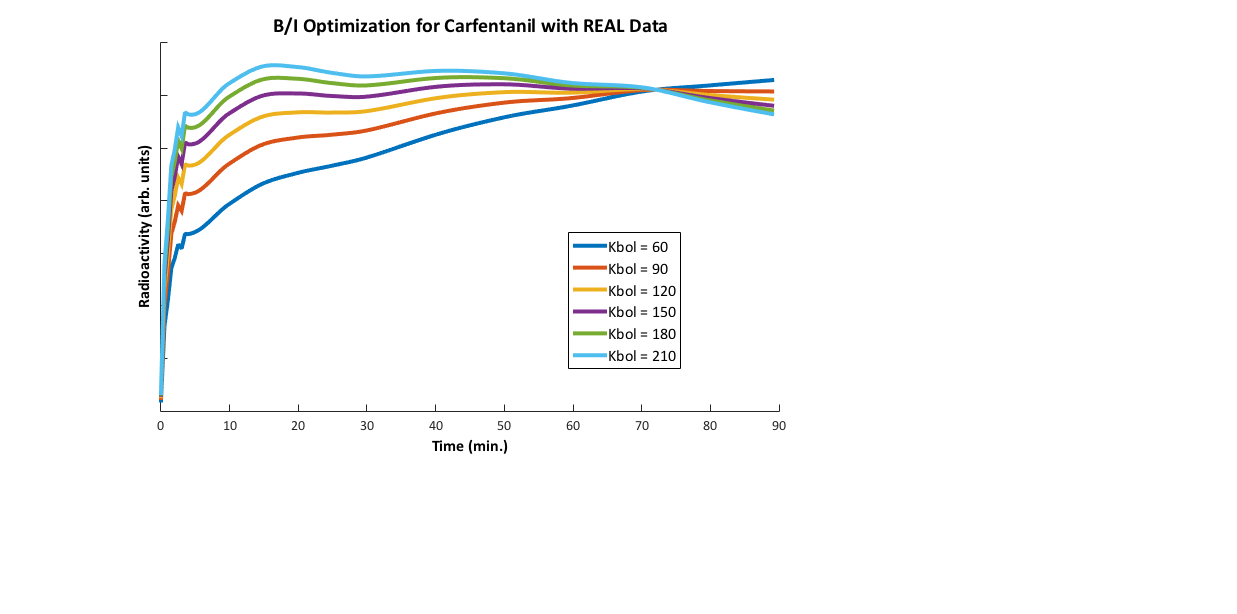 B/I Optimization for Carfentanil with REAL Data
Radioactivity (arb. units)
Kbol = 60
Kbol = 90
Kbol = 120
Kbol = 150
Kbol = 180
Kbol = 210
0 10 20 30 40 50 60 70 80 90
Time (min.)